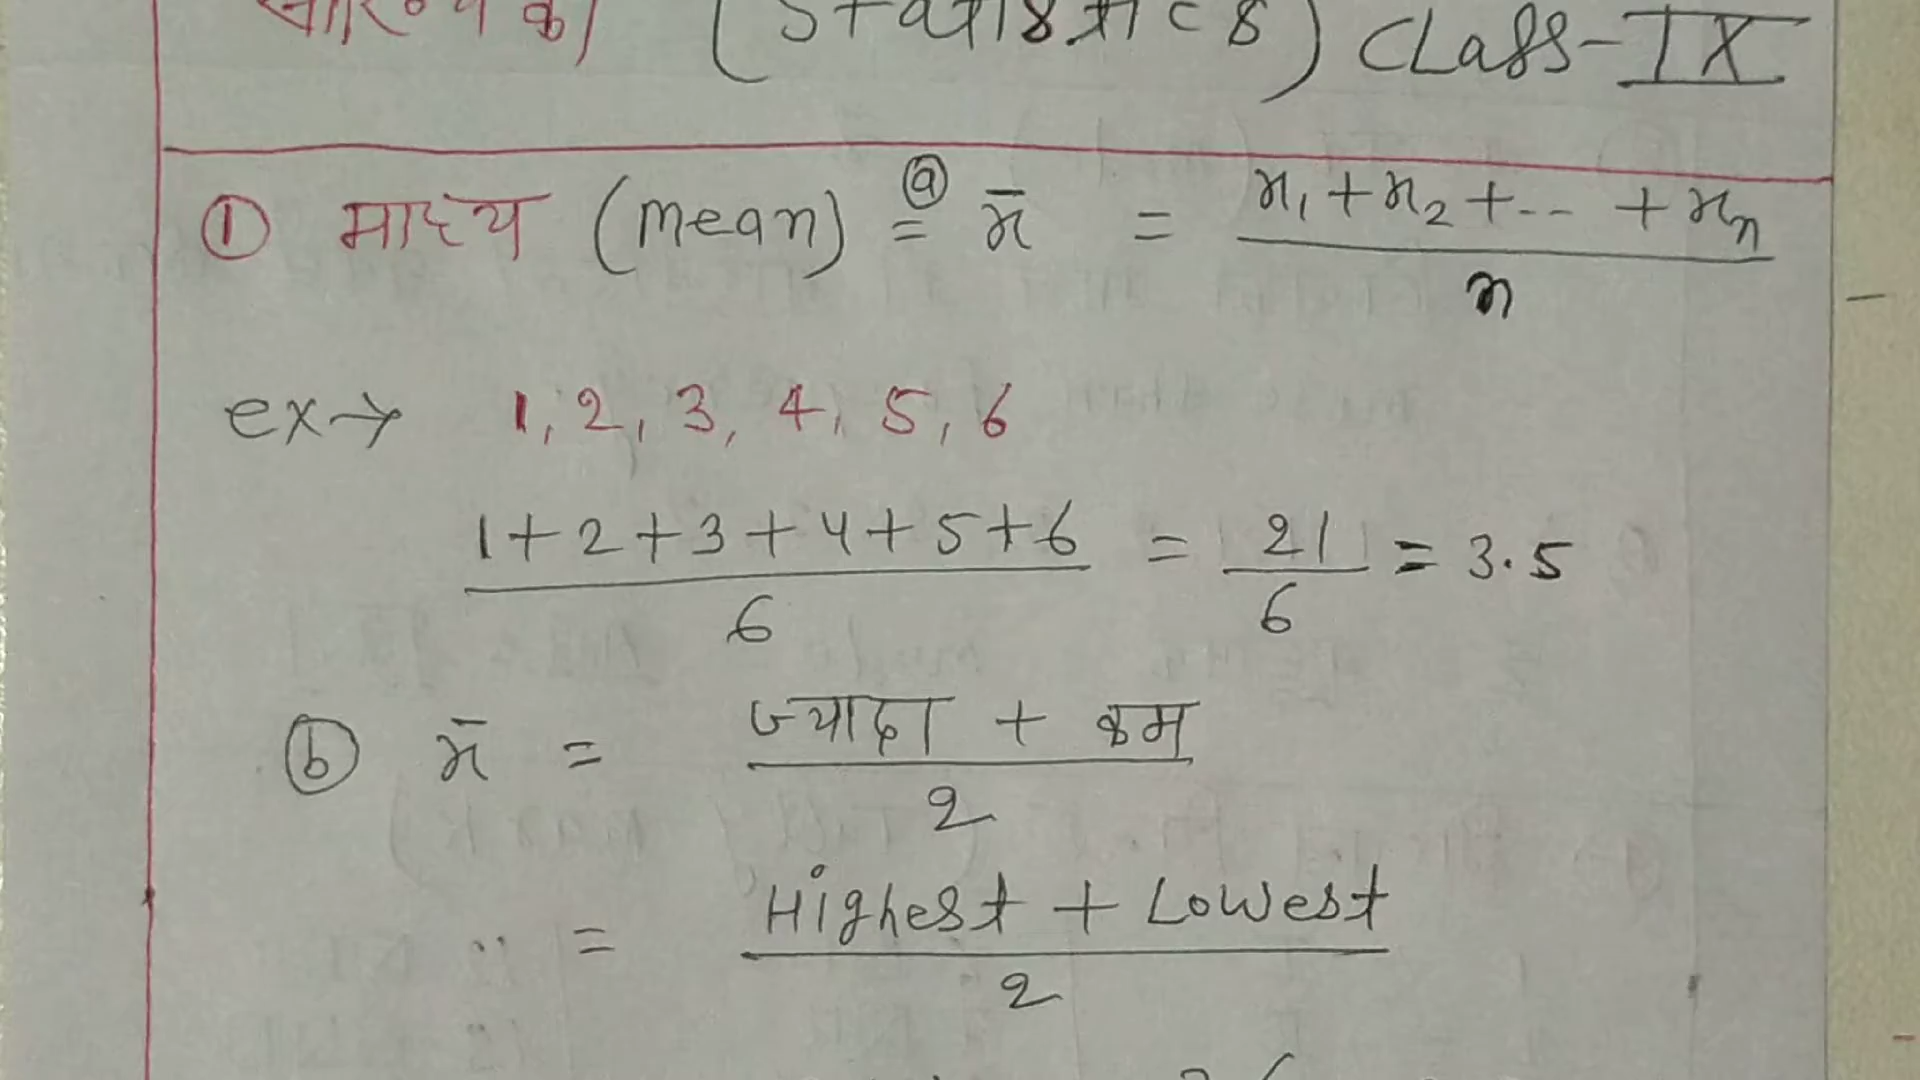 सांख्यिकी (Statistics) Class-IX
① माध्य (mean) ⓐ = x̄ = x₁+x₂+--+xₙ / n
ex→ 1, 2, 3, 4, 5, 6
1+2+3+4+5+6 / 6 = 21 / 6 = 3.5
ⓑ x̄ = ज्यादा + कम / 2
= Highest + Lowest / 2